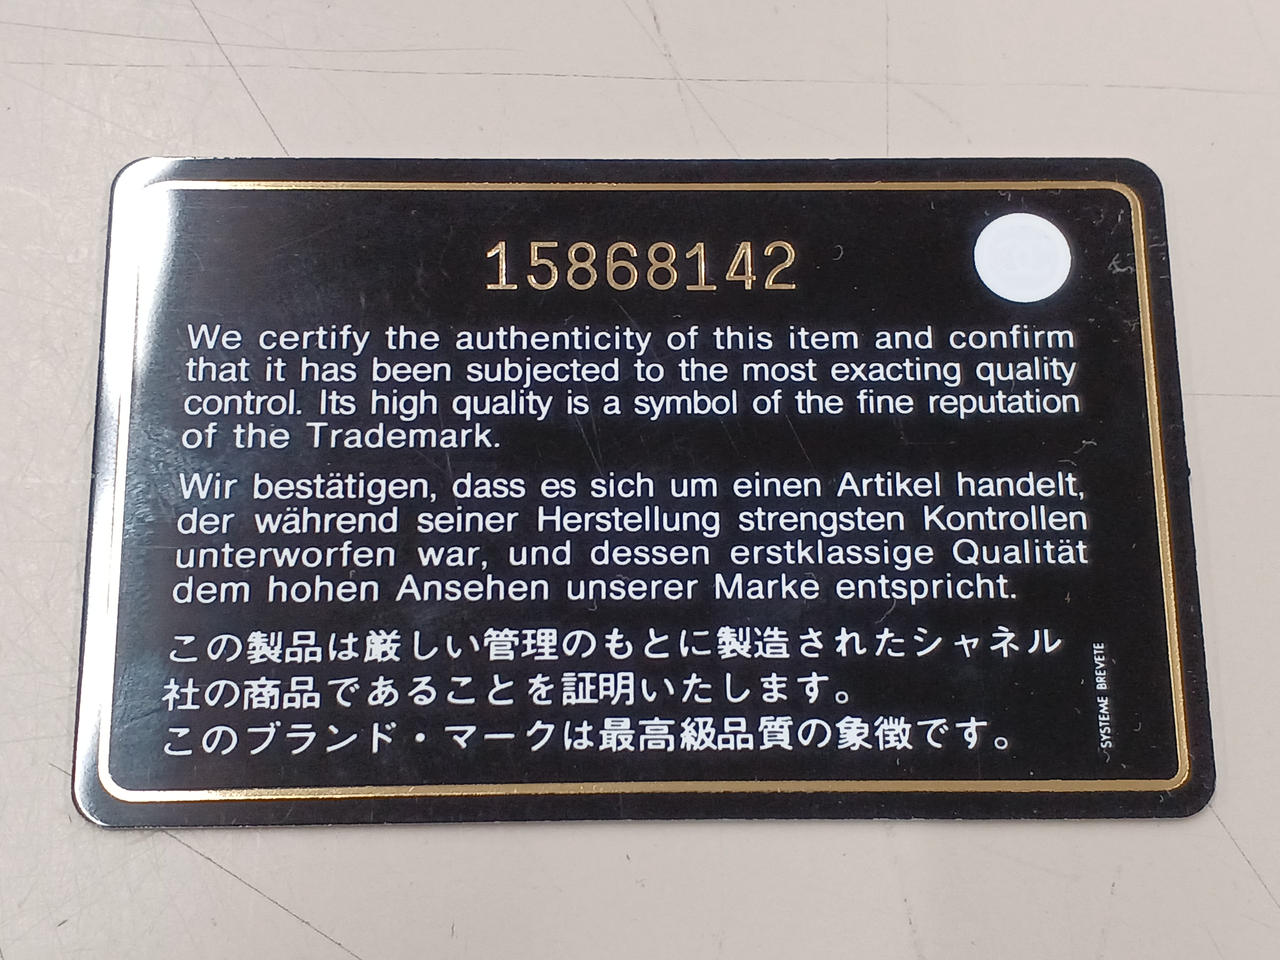 15868142
We certify the authenticity of this item and confirm
that it has been subjected to the most exacting quality
control. Its high quality is a symbol of the fine reputation
of the Trademark.
Wir bestätigen, dass es sich um einen Artikel handelt,
der während seiner Herstellung strengsten Kontrollen
unterworfen war, und dessen erstklassige Qualität
dem hohen Ansehen unserer Marke entspricht.
この製品は厳しい管理のもとに製造されたシャネル
社の商品であることを証明いたします。
このブランド・マークは最高級品質の象徴です。
SYSTEME BREVETE